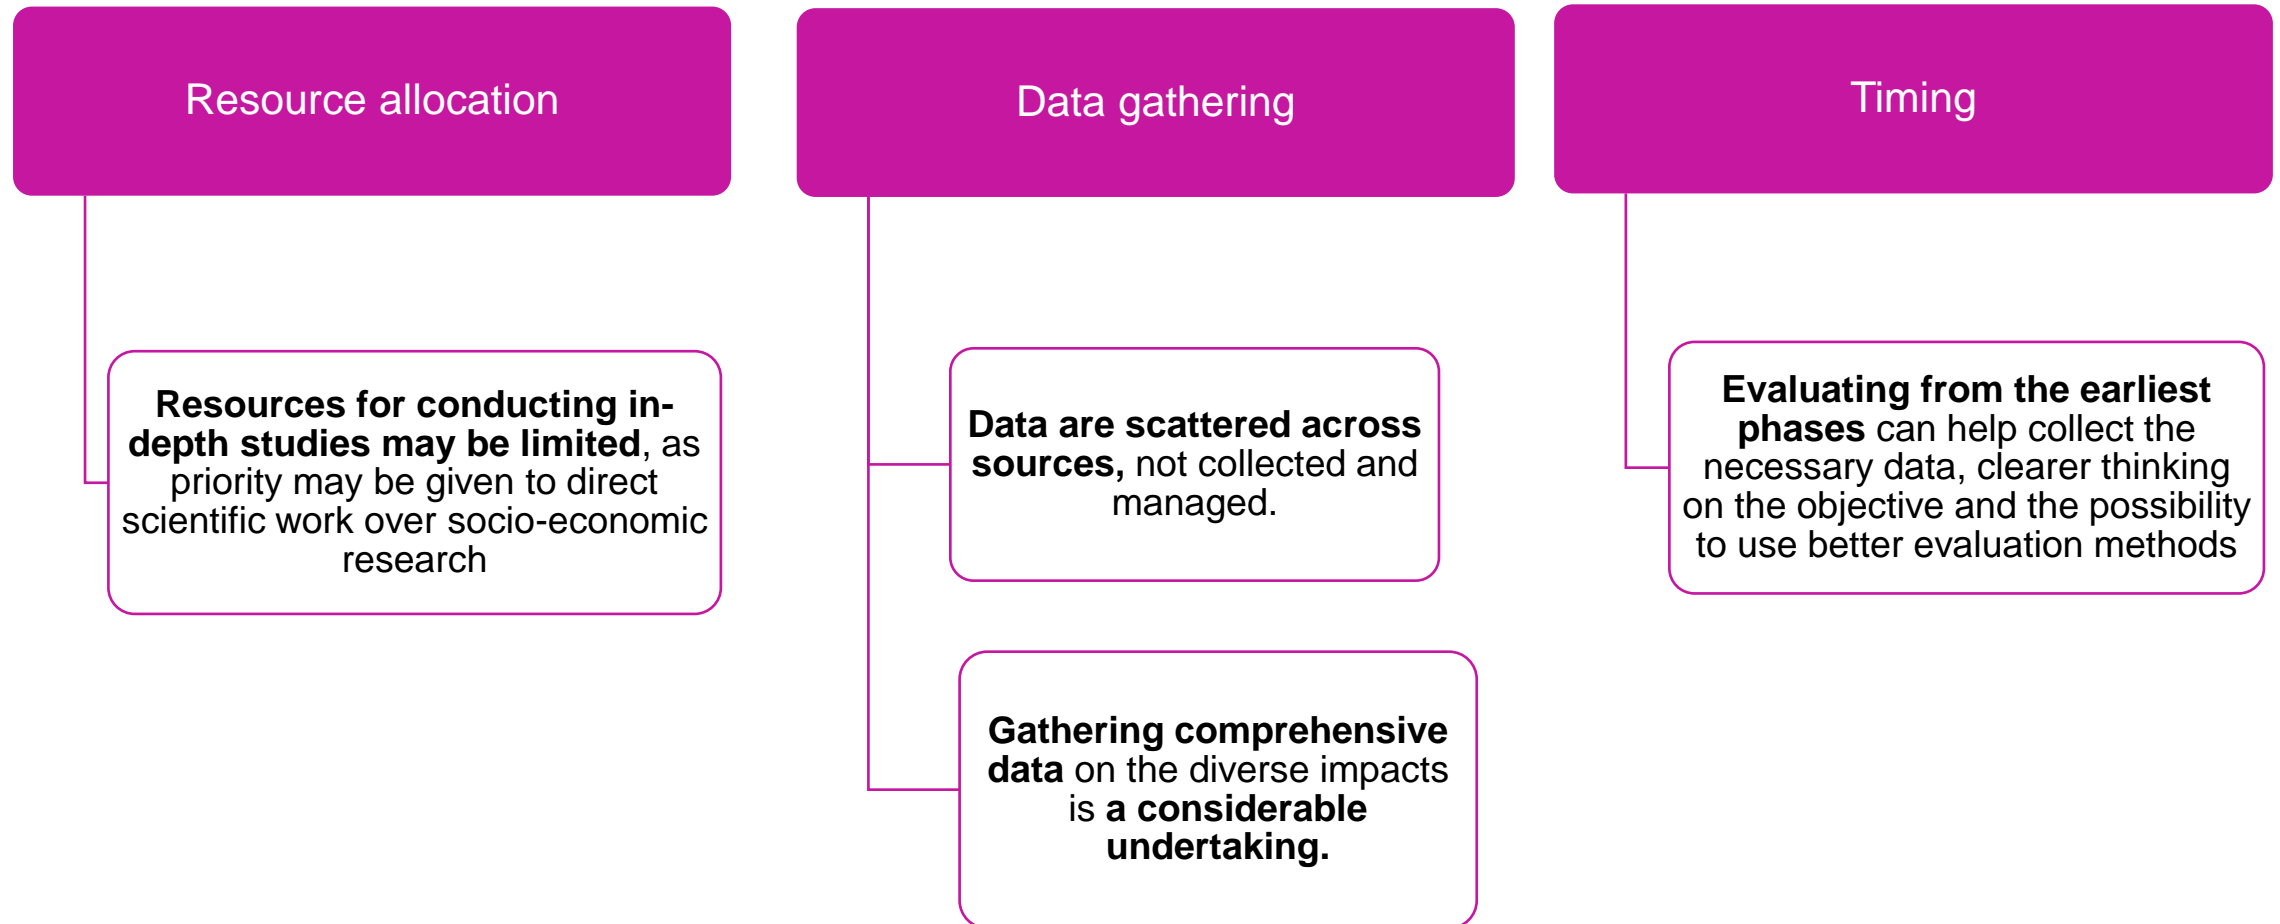 Resource allocation
Resources for conducting in-
depth studies may be limited, as
priority may be given to direct
scientific work over socio-economic
research
Data gathering
Data are scattered across
sources, not collected and
managed.
Gathering comprehensive
data on the diverse impacts
is a considerable
undertaking.
Timing
Evaluating from the earliest
phases can help collect the
necessary data, clearer thinking
on the objective and the possibility
to use better evaluation methods